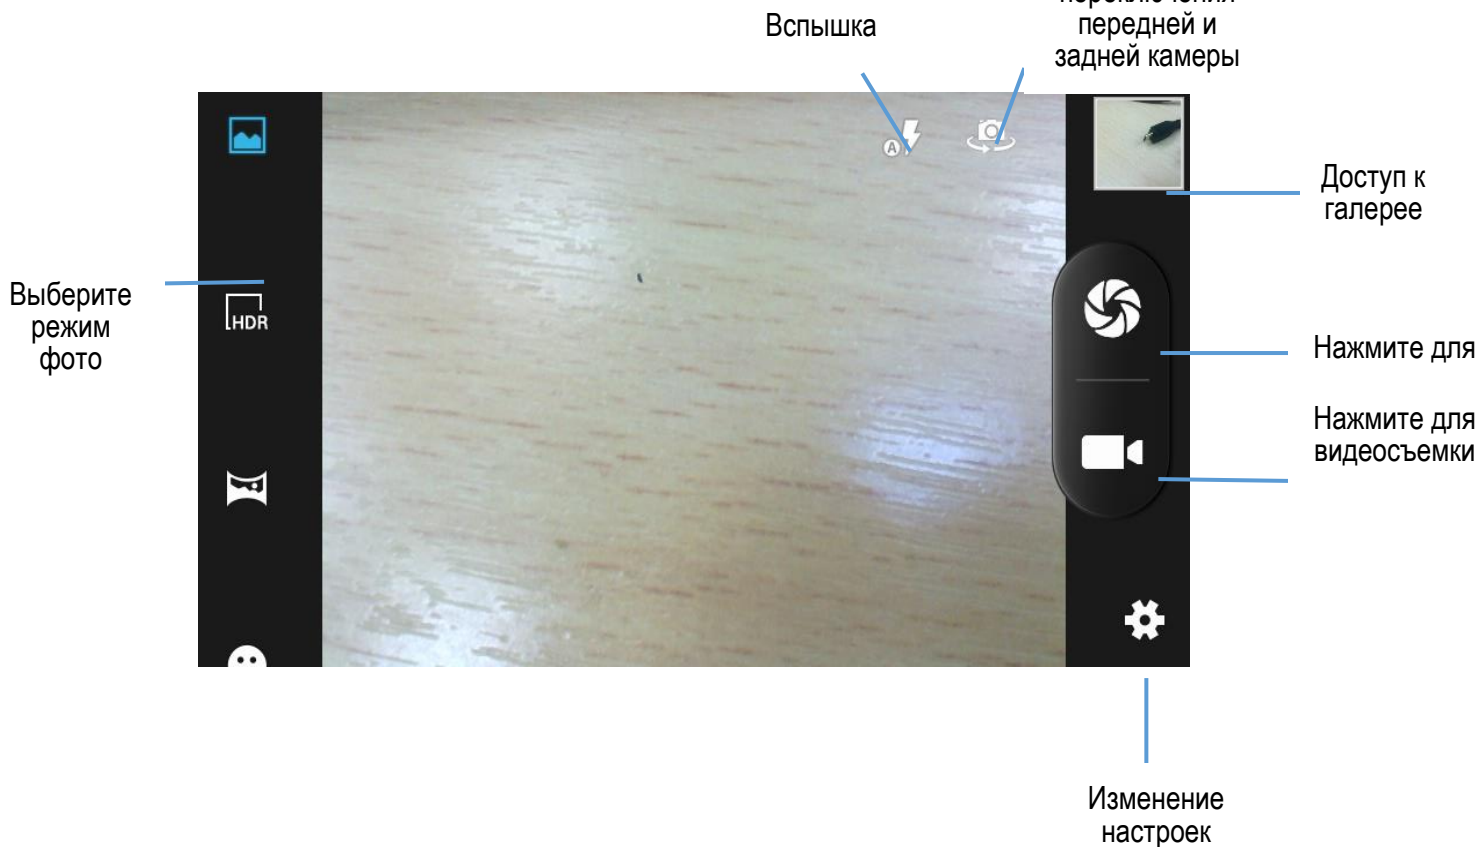 Вспышка
передней и
задней камеры
A
Доступ к
галерее
Выберите
режим
фото
HDR
Нажмите для
Нажмите для
видеосъемки
Изменение
настроек